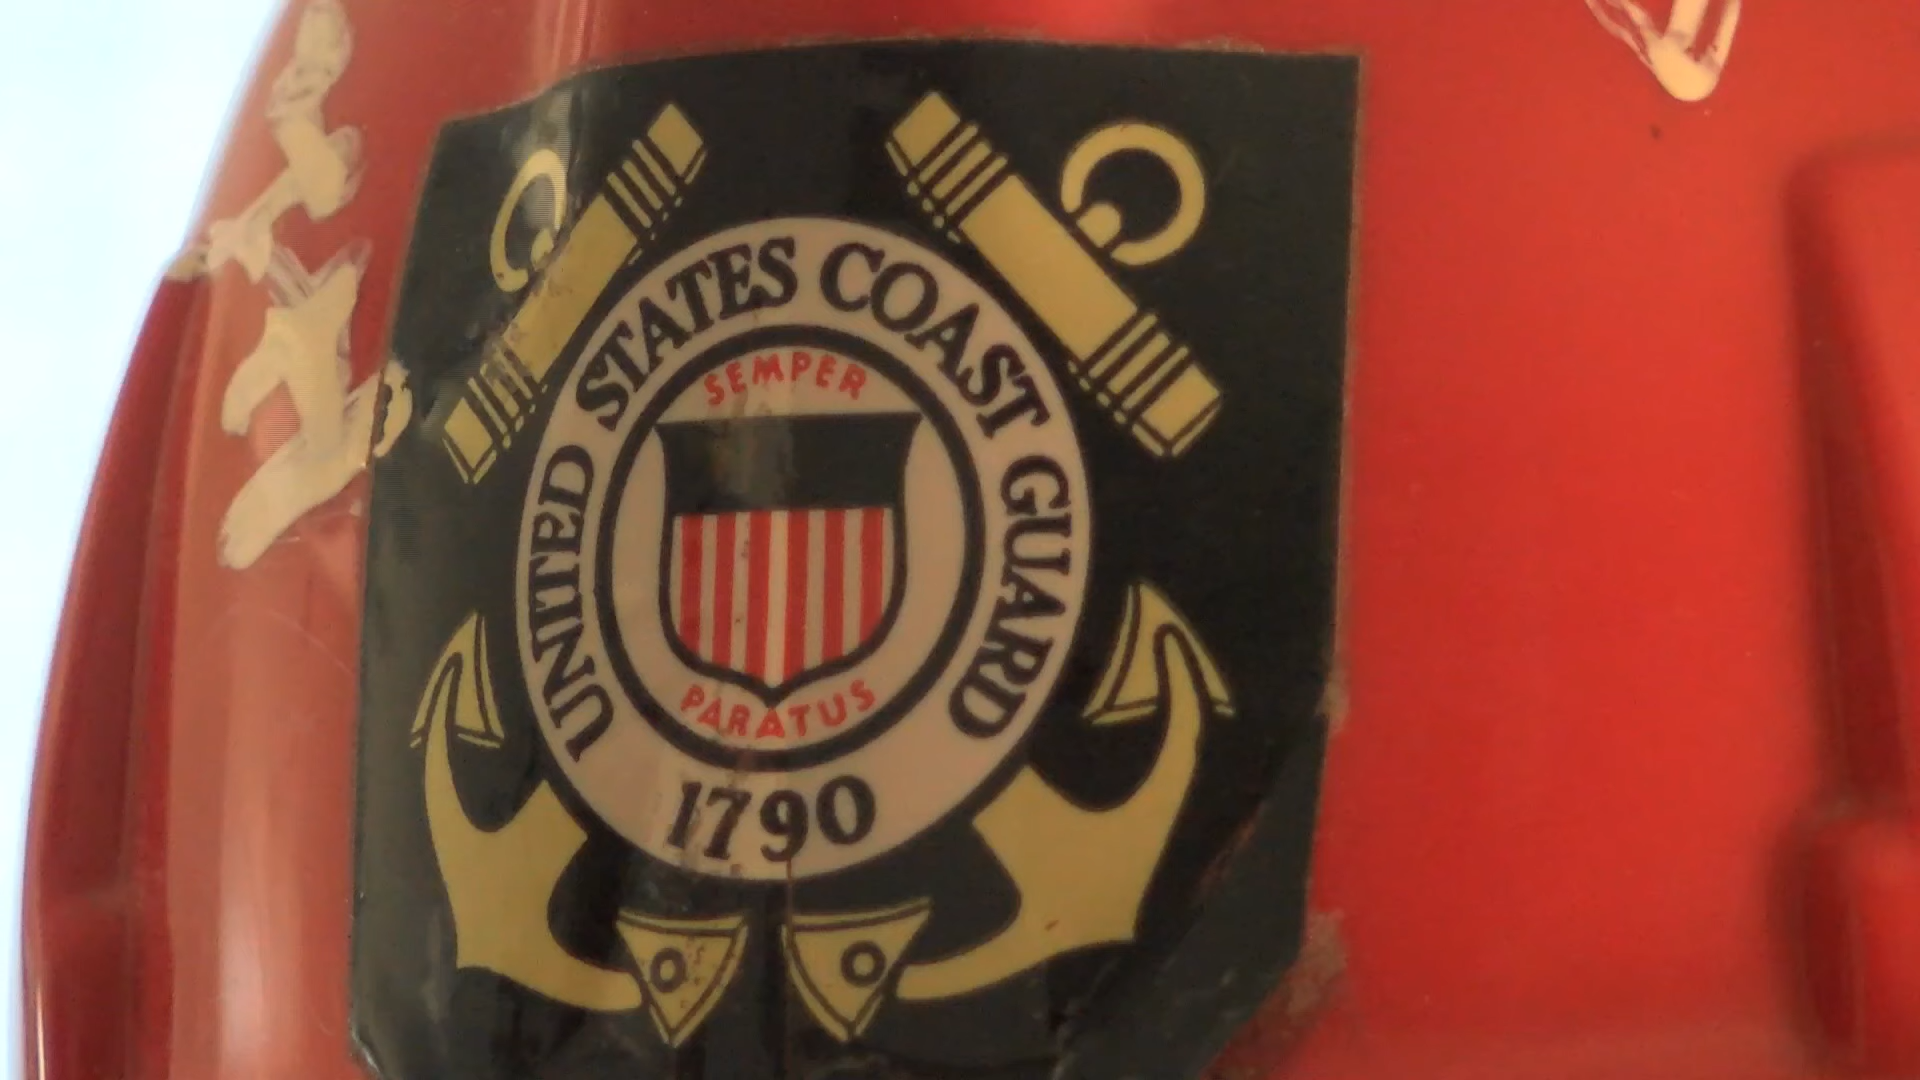 UNITED STATES COAST GUARD
SEMPER
PARATUS
1790